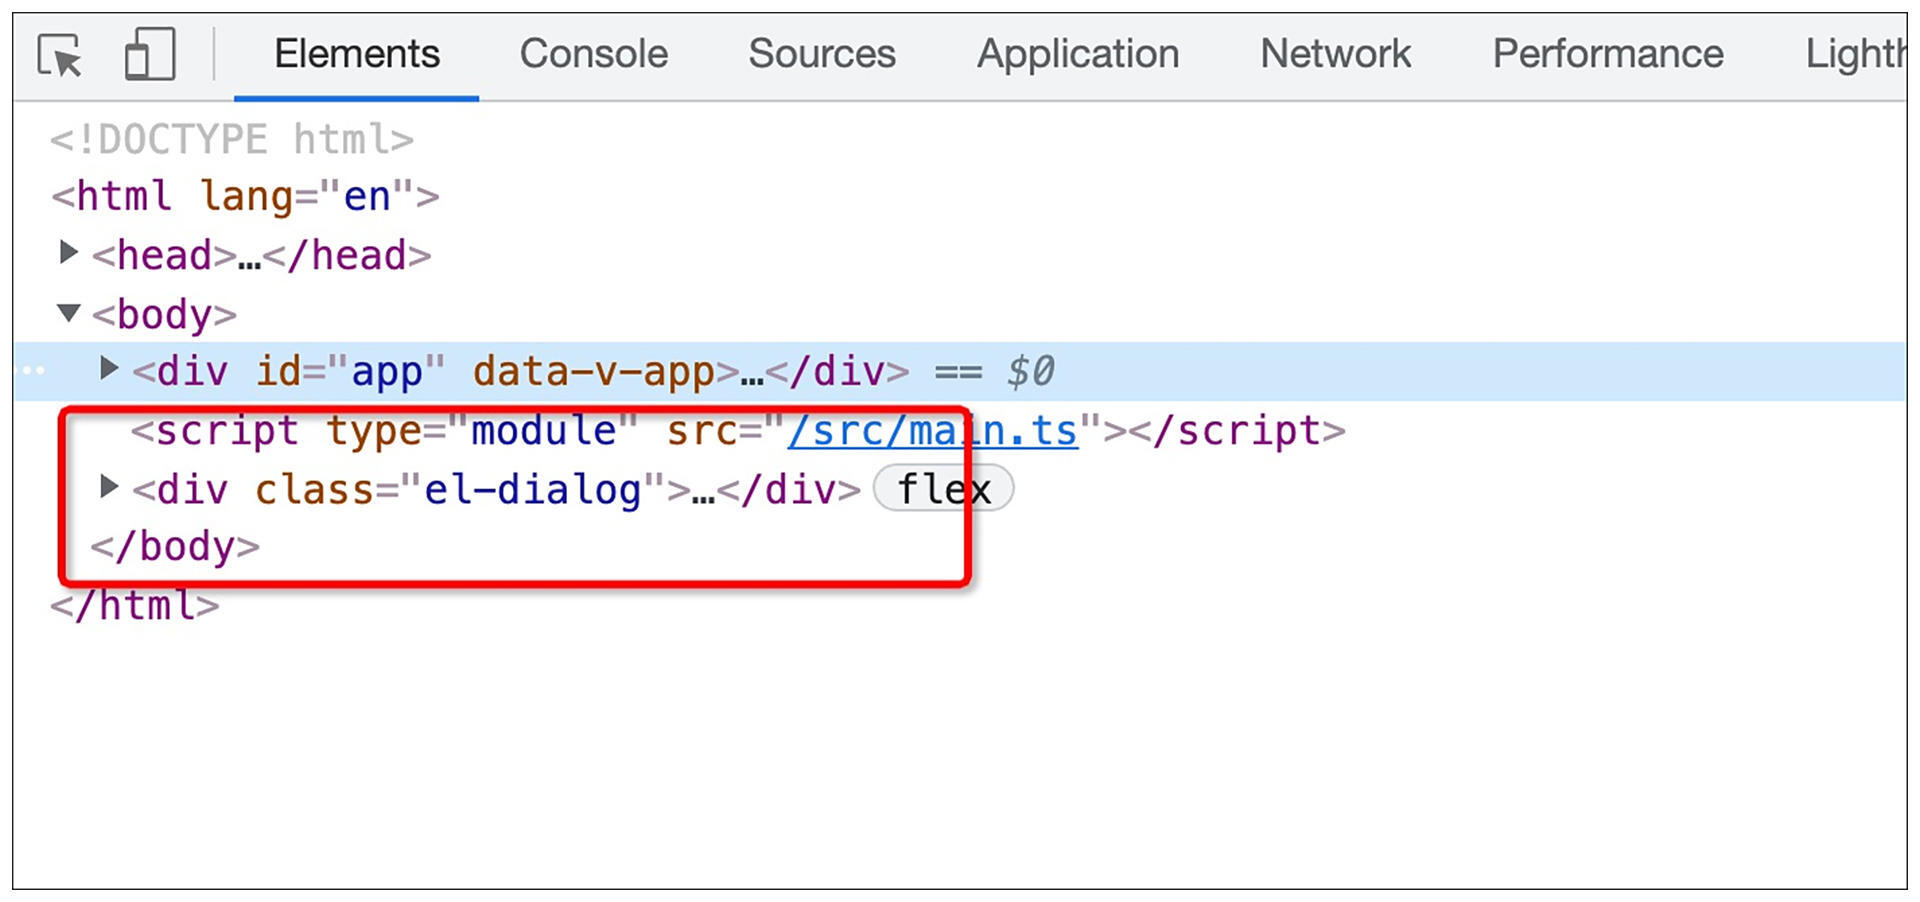 Elements Console Sources Application Network Performance Lighth
<!DOCTYPE html>
<html lang="en">
<head>…</head>
<body>
<div id="app" data-v-app>…</div> == $0
<script type="module" src="/src/main.ts"></script>
<div class="el-dialog">…</div> flex
</body>
</html>